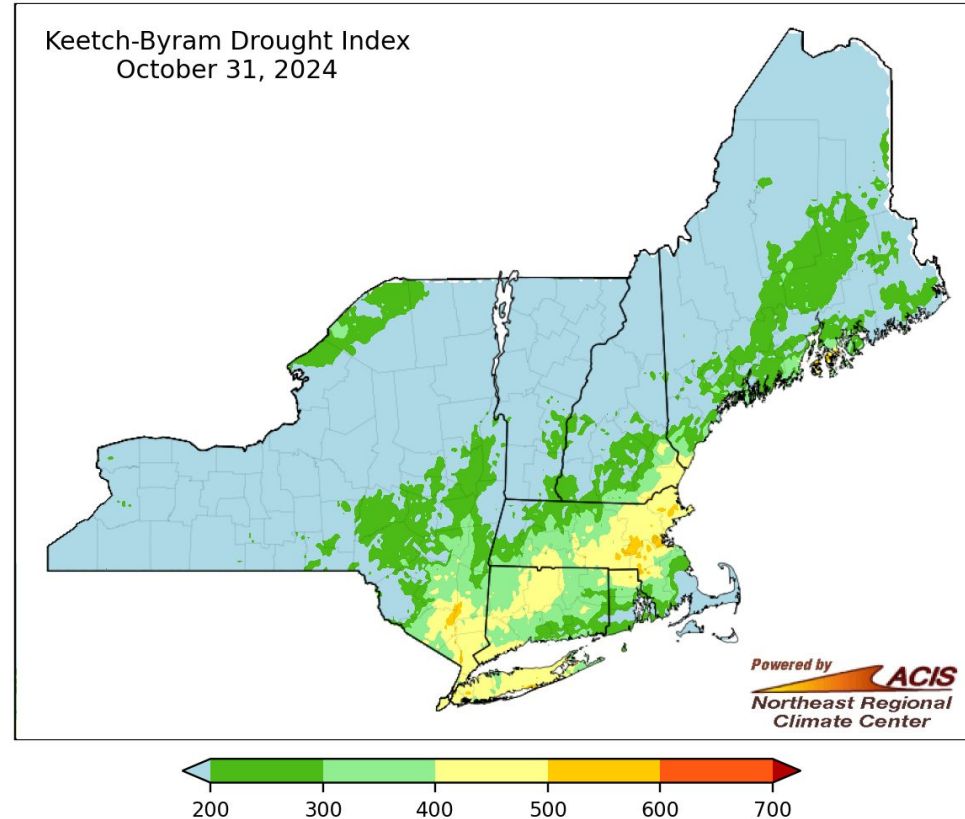 Keetch-Byram Drought Index
October 31, 2024
Powered by
ACIS
Northeast Regional
Climate Center
200 300 400 500 600 700